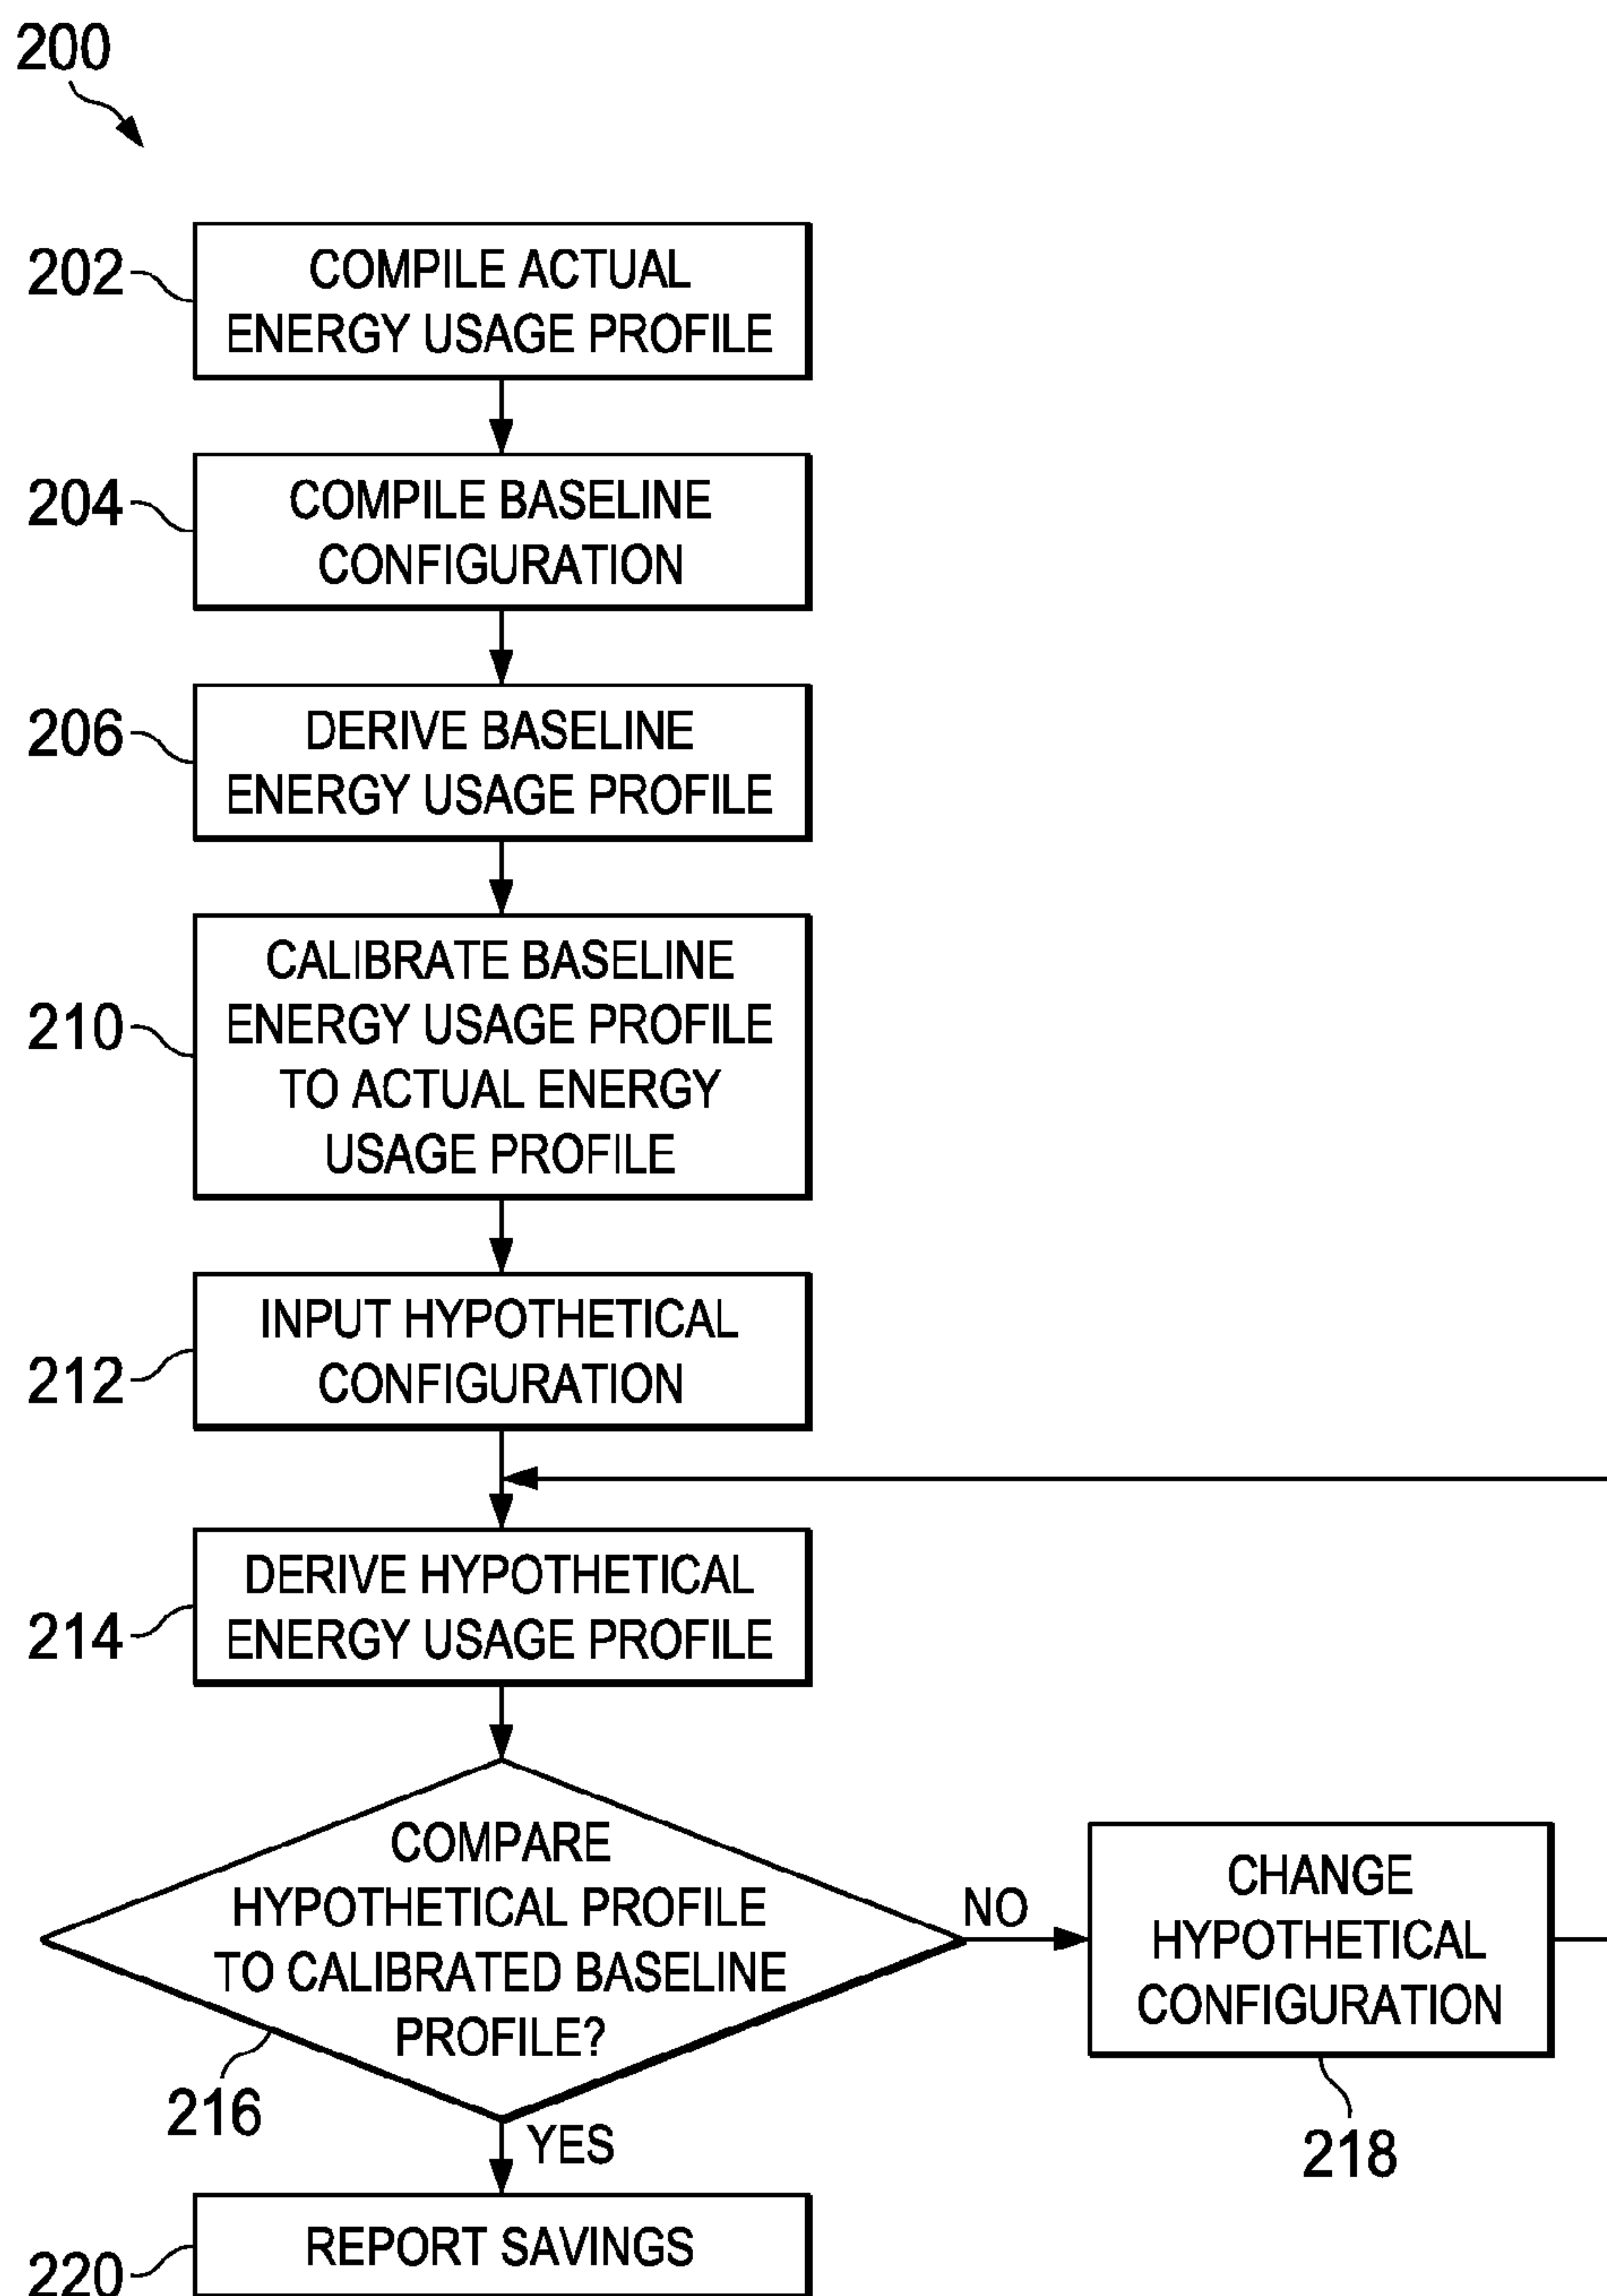 200
202
COMPILE ACTUAL
ENERGY USAGE PROFILE
204
COMPILE BASELINE
CONFIGURATION
206
DERIVE BASELINE
ENERGY USAGE PROFILE
210
CALIBRATE BASELINE
ENERGY USAGE PROFILE
TO ACTUAL ENERGY
USAGE PROFILE
212
INPUT HYPOTHETICAL
CONFIGURATION
214
DERIVE HYPOTHETICAL
ENERGY USAGE PROFILE
COMPARE
HYPOTHETICAL PROFILE
TO CALIBRATED BASELINE
PROFILE?
216
NO
CHANGE
HYPOTHETICAL
CONFIGURATION
218
YES
220
REPORT SAVINGS